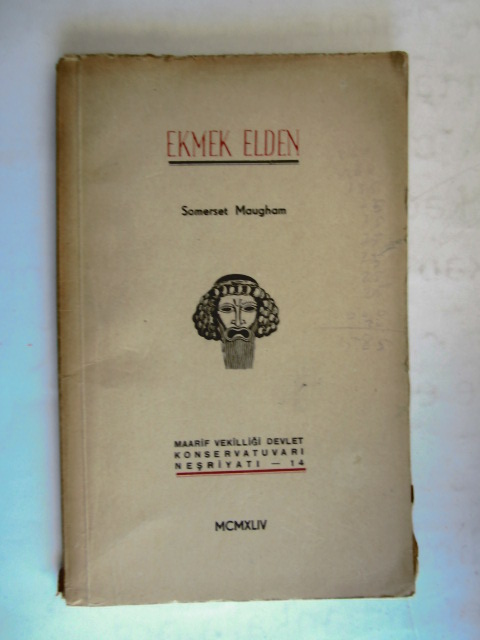 EKMEK ELDEN
Somerset Maugham
MAARİF VEKİLLİĞİ DEVLET
KONSERVATUVARI
NEŞRİYATI — 14
MCMXLIV